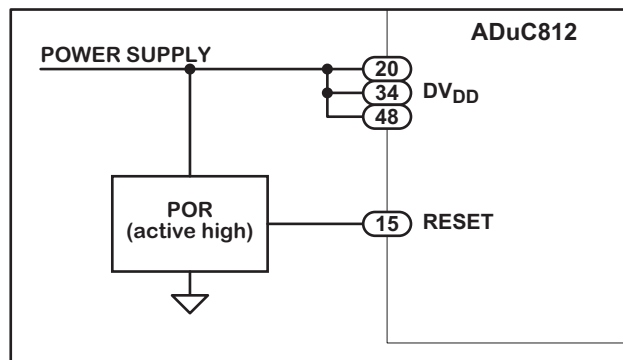 ADuC812
POWER SUPPLY
20
34 DVDD
48
POR
(active high)
15 RESET